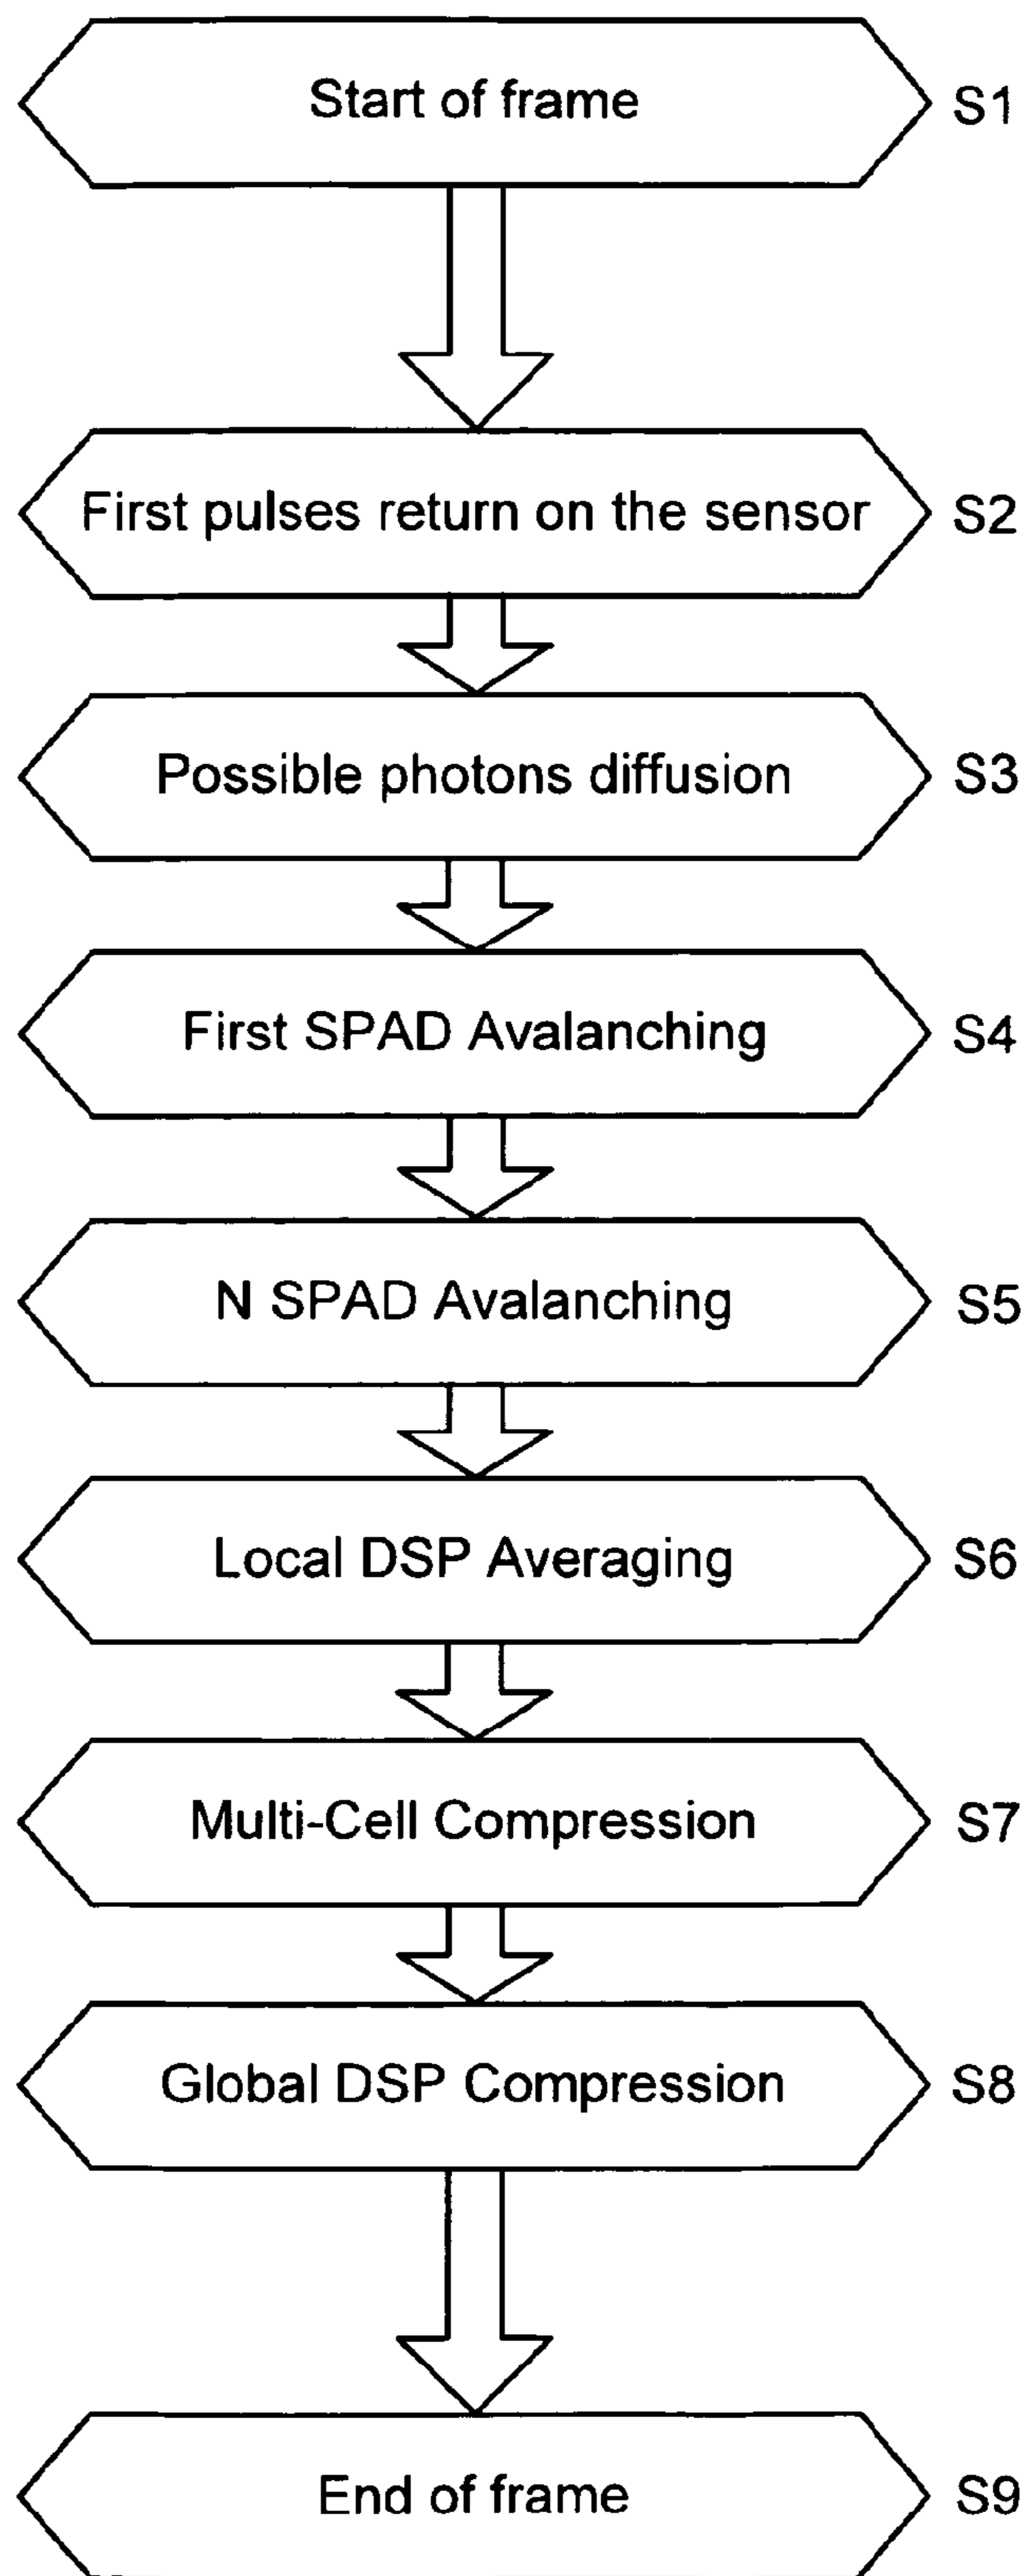 Start of frame S1
First pulses return on the sensor S2
Possible photons diffusion S3
First SPAD Avalanching S4
N SPAD Avalanching S5
Local DSP Averaging S6
Multi-Cell Compression S7
Global DSP Compression S8
End of frame S9